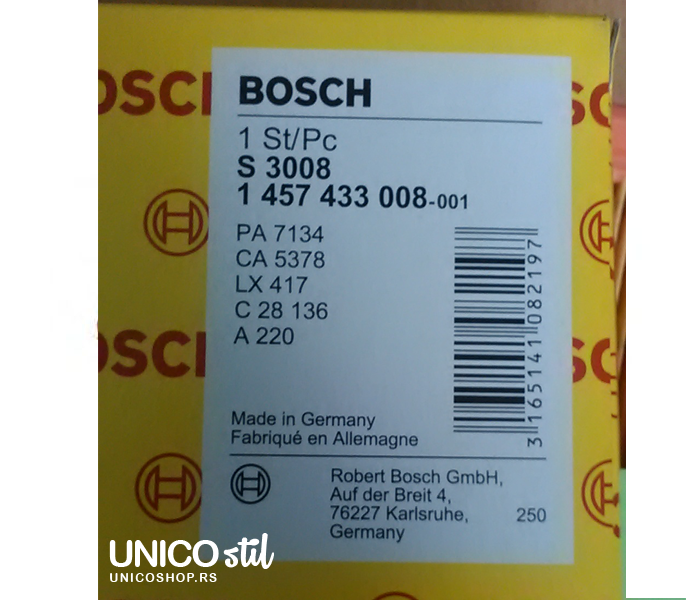 BOSCH
1 St/Pc
S 3008
1 457 433 008-001
PA 7134
CA 5378
LX 417
C 28 136
A 220
3 165141 082197
Made in Germany
Fabriqué en Allemagne
Robert Bosch GmbH,
Auf der Breit 4,
76227 Karlsruhe,
Germany
250
UNICO stil
UNICOSHOP.RS